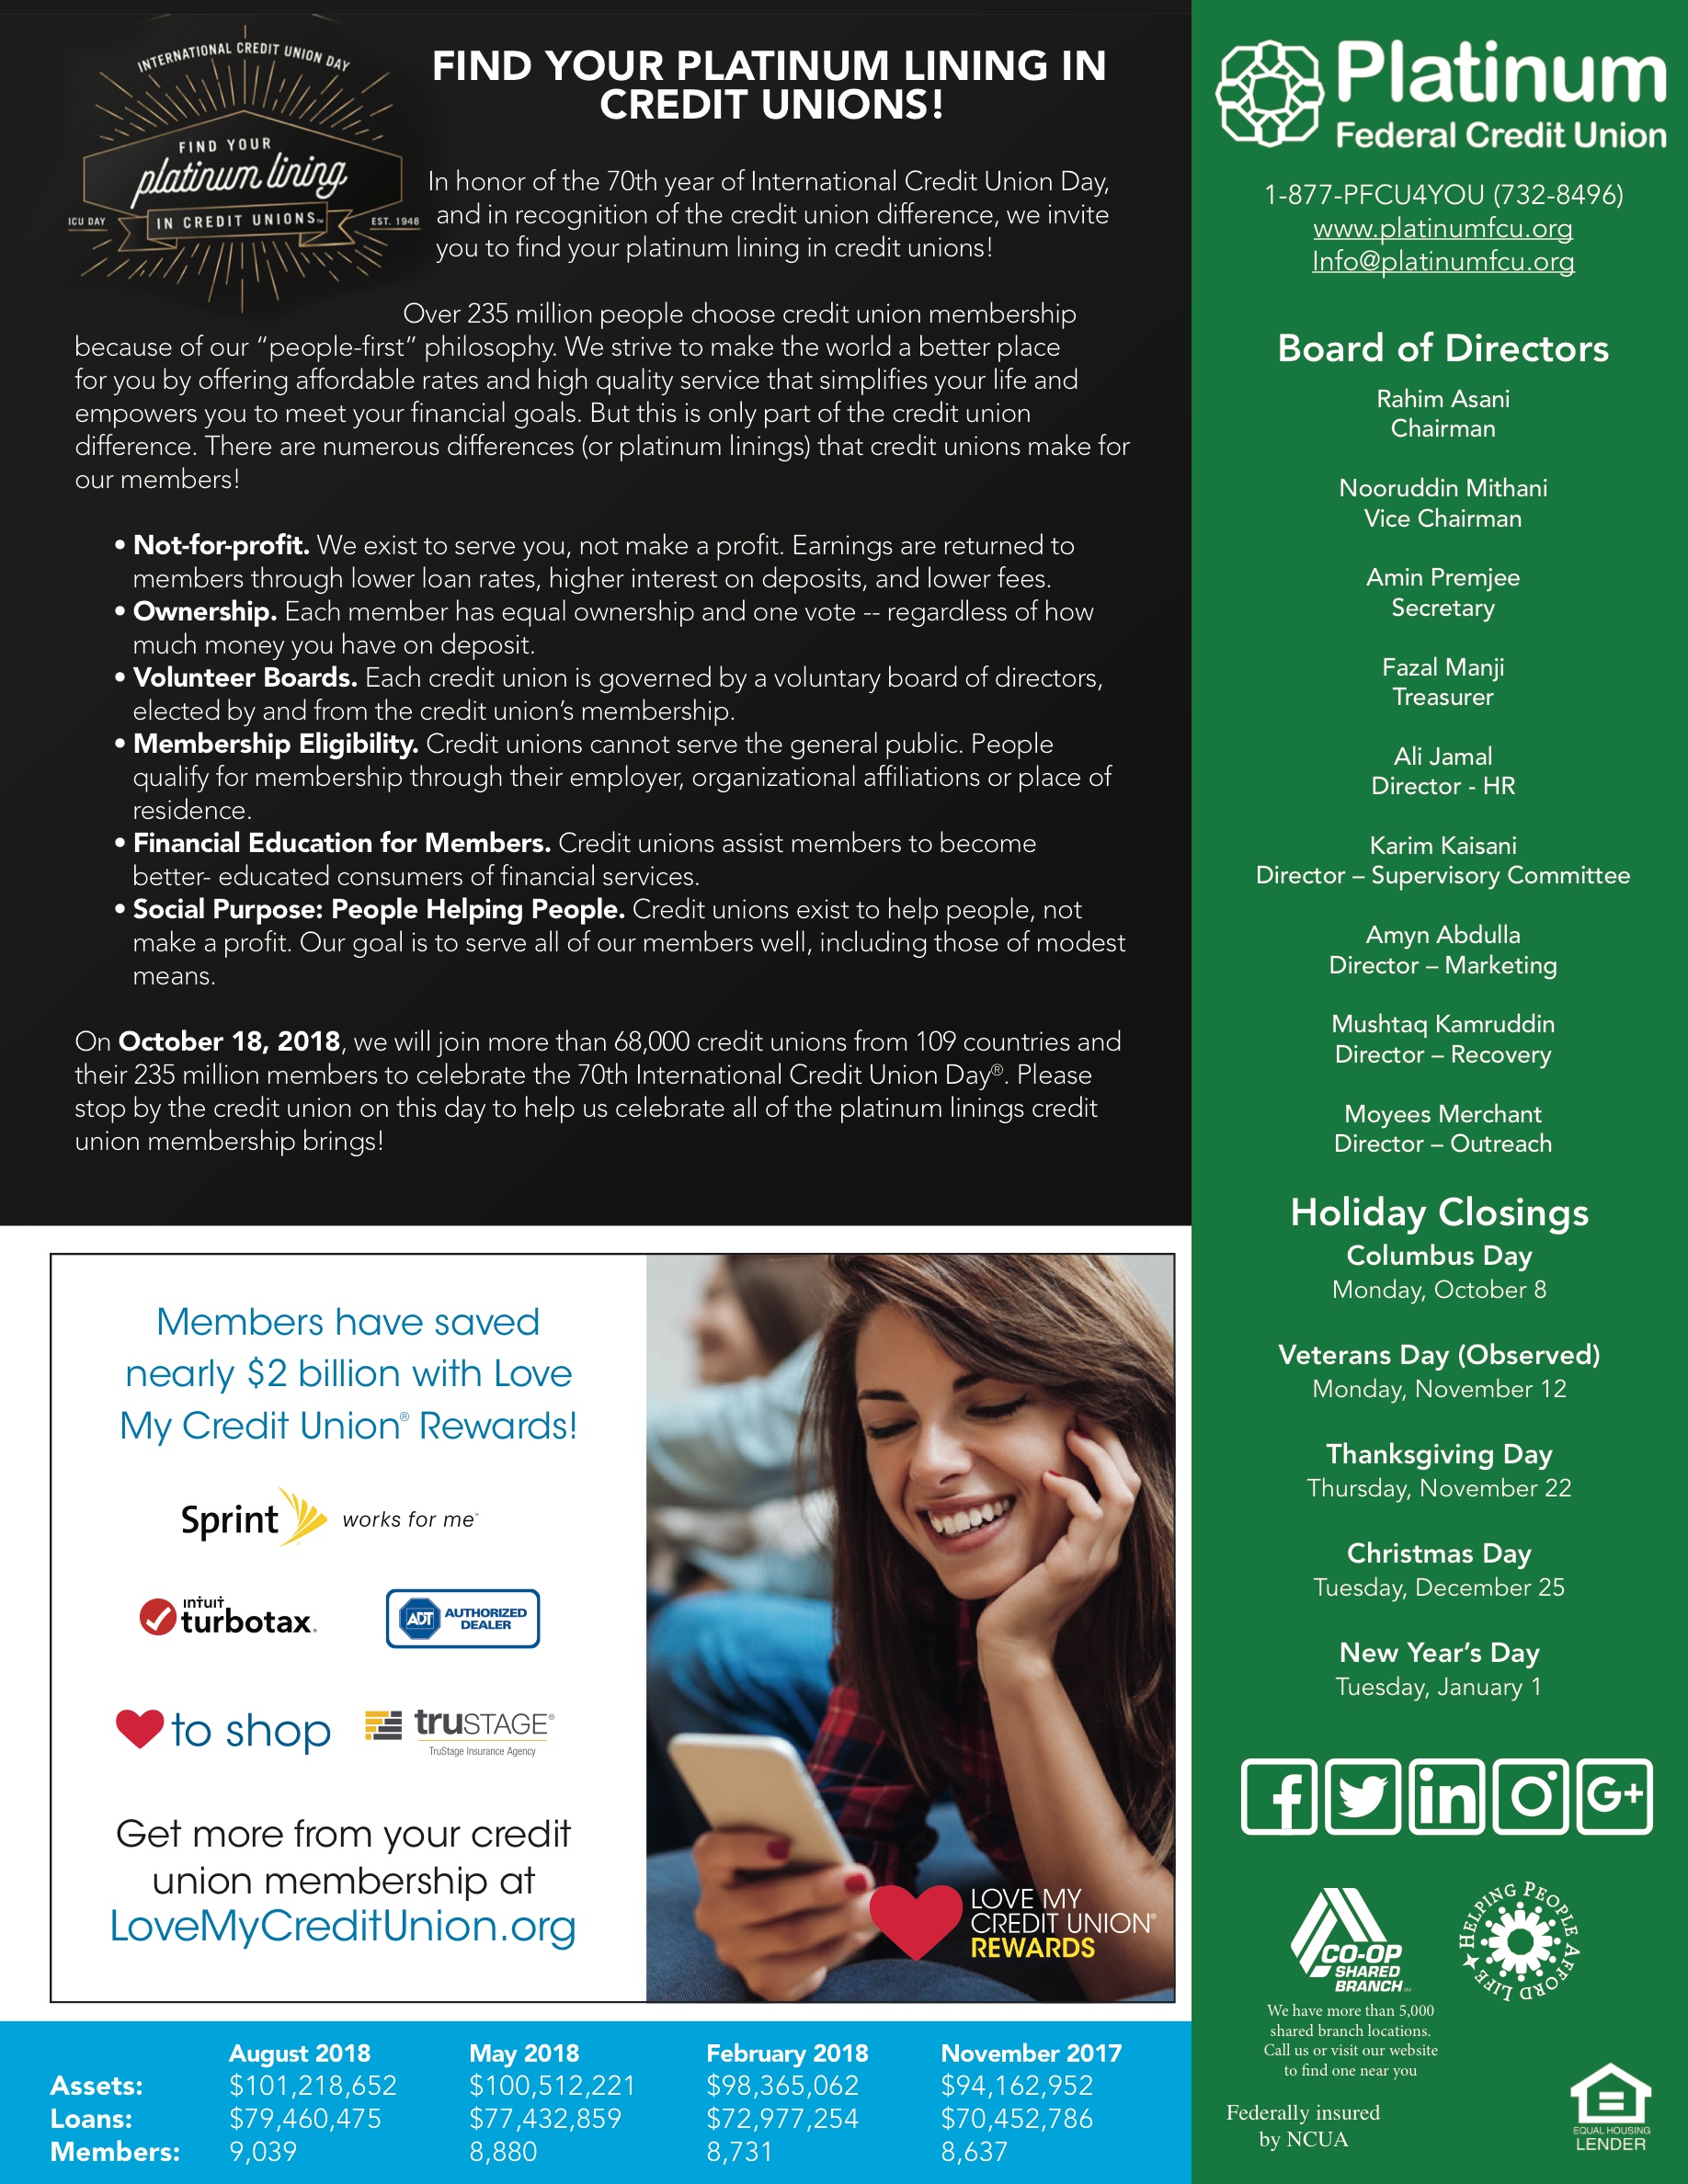 INTERNATIONAL CREDIT UNION DAY
FIND YOUR
platinum lining
IN CREDIT UNIONS™
ICU DAY
EST. 1948
FIND YOUR PLATINUM LINING IN
CREDIT UNIONS!
In honor of the 70th year of International Credit Union Day,
and in recognition of the credit union difference, we invite
you to find your platinum lining in credit unions!
Over 235 million people choose credit union membership
because of our “people-first” philosophy. We strive to make the world a better place
for you by offering affordable rates and high quality service that simplifies your life and
empowers you to meet your financial goals. But this is only part of the credit union
difference. There are numerous differences (or platinum linings) that credit unions make for
our members!
• Not-for-profit. We exist to serve you, not make a profit. Earnings are returned to
members through lower loan rates, higher interest on deposits, and lower fees.
• Ownership. Each member has equal ownership and one vote -- regardless of how
much money you have on deposit.
• Volunteer Boards. Each credit union is governed by a voluntary board of directors,
elected by and from the credit union’s membership.
• Membership Eligibility. Credit unions cannot serve the general public. People
qualify for membership through their employer, organizational affiliations or place of
residence.
• Financial Education for Members. Credit unions assist members to become
better- educated consumers of financial services.
• Social Purpose: People Helping People. Credit unions exist to help people, not
make a profit. Our goal is to serve all of our members well, including those of modest
means.
On October 18, 2018, we will join more than 68,000 credit unions from 109 countries and
their 235 million members to celebrate the 70th International Credit Union Day®. Please
stop by the credit union on this day to help us celebrate all of the platinum linings credit
union membership brings!
Members have saved
nearly $2 billion with Love
My Credit Union® Rewards!
Sprint works for me℠
intuit
turbotax.
ADT AUTHORIZED
DEALER
to shop
truSTAGE®
TruStage Insurance Agency
Get more from your credit
union membership at
LoveMyCreditUnion.org
LOVE MY
CREDIT UNION®
REWARDS
August 2018 May 2018 February 2018 November 2017
Assets: $101,218,652 $100,512,221 $98,365,062 $94,162,952
Loans: $79,460,475 $77,432,859 $72,977,254 $70,452,786
Members: 9,039 8,880 8,731 8,637
Platinum
Federal Credit Union
1-877-PFCU4YOU (732-8496)
www.platinumfcu.org
Info@platinumfcu.org
Board of Directors
Rahim Asani
Chairman
Nooruddin Mithani
Vice Chairman
Amin Premjee
Secretary
Fazal Manji
Treasurer
Ali Jamal
Director - HR
Karim Kaisani
Director – Supervisory Committee
Amyn Abdulla
Director – Marketing
Mushtaq Kamruddin
Director – Recovery
Moyees Merchant
Director – Outreach
Holiday Closings
Columbus Day
Monday, October 8
Veterans Day (Observed)
Monday, November 12
Thanksgiving Day
Thursday, November 22
Christmas Day
Tuesday, December 25
New Year’s Day
Tuesday, January 1
f in G+
CO-OP
SHARED
BRANCH℠
HELPING PEOPLE AFFORD LIFE
We have more than 5,000
shared branch locations.
Call us or visit our website
to find one near you
Federally insured
by NCUA
EQUAL HOUSING
LENDER